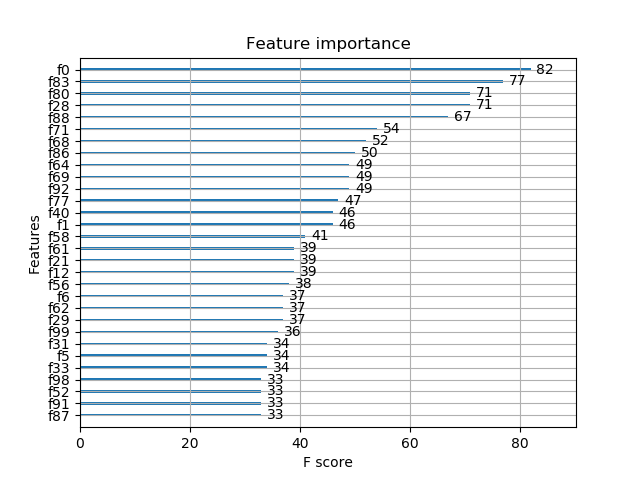 Feature importance
f0 82
f83 77
f80 71
f28 71
f88 67
f71 54
f68 52
f86 50
f64 49
f69 49
f92 49
f77 47
f40 46
f1 46
f58 41
f61 39
f21 39
f12 39
f56 38
f6 37
f62 37
f29 37
f99 36
f31 34
f5 34
f33 34
f98 33
f52 33
f91 33
f87 33
Features
0 20 40 60 80
F score